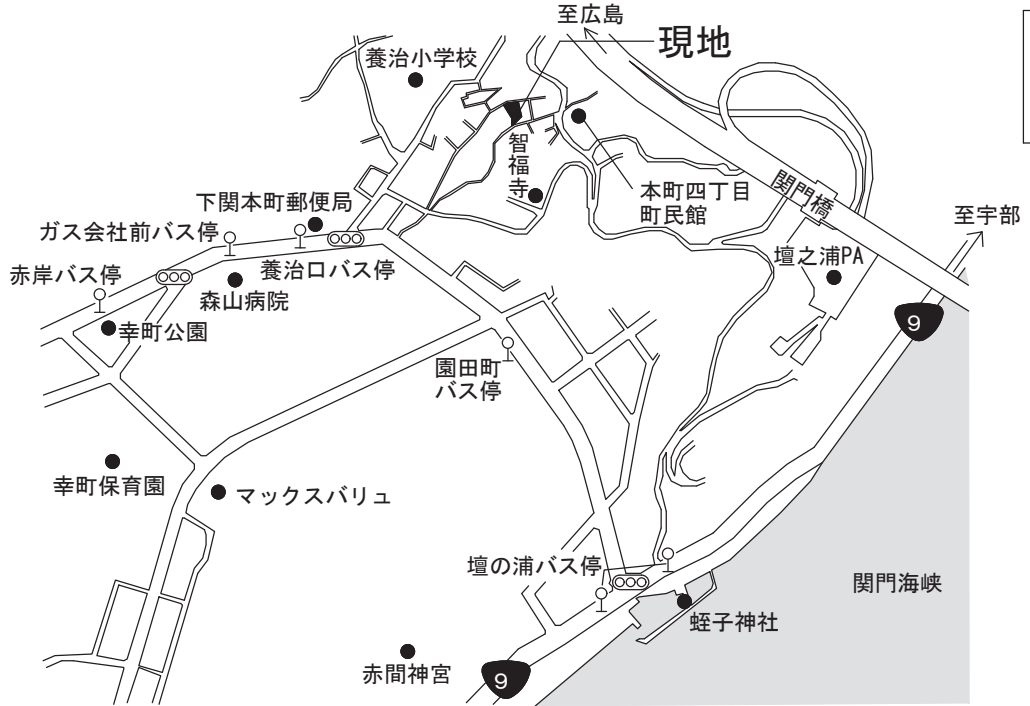 至広島
現地
養治小学校
智福寺
本町四丁目
町民館
関門橋
至宇部
下関本町郵便局
ガス会社前バス停
養治口バス停
赤岸バス停
森山病院
幸町公園
壇之浦PA
9
園田町
バス停
幸町保育園
マックスバリュ
壇の浦バス停
関門海峡
蛭子神社
赤間神宮
9